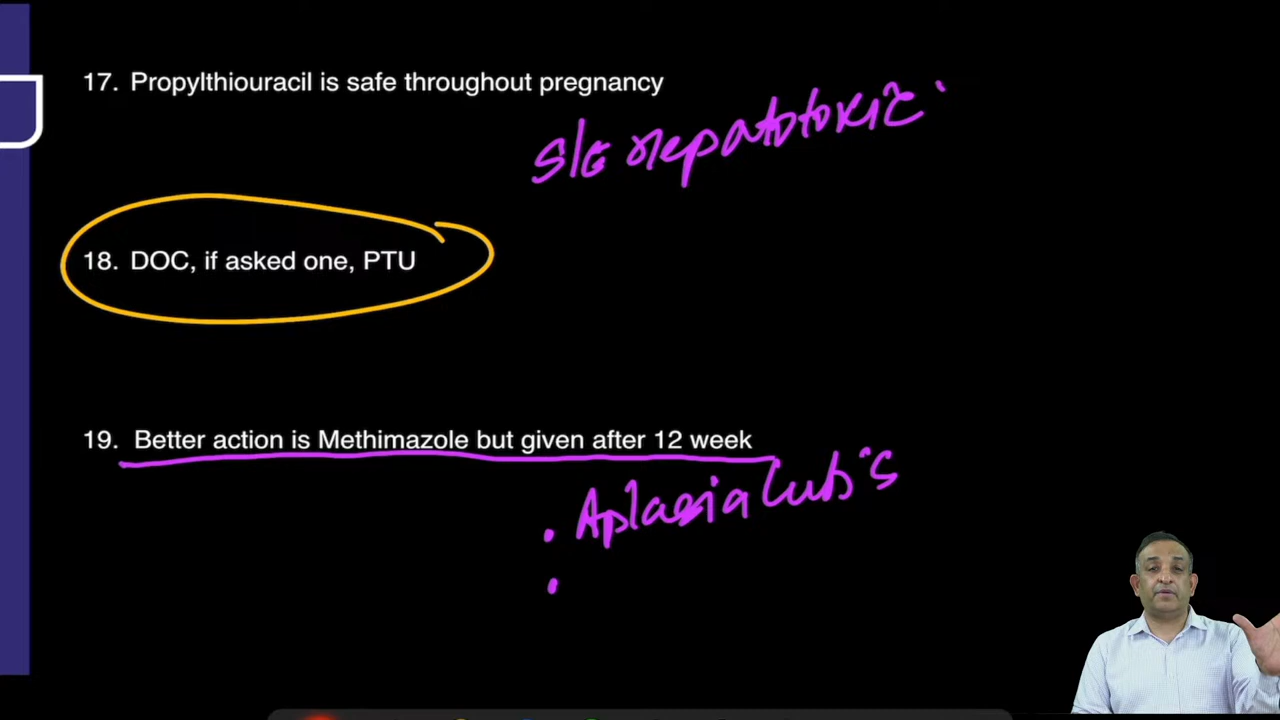 17. Propylthiouracil is safe throughout pregnancy
S/E Hepatotoxic
18. DOC, if asked one, PTU
19. Better action is Methimazole but given after 12 week
• Aplasia Cutis
•